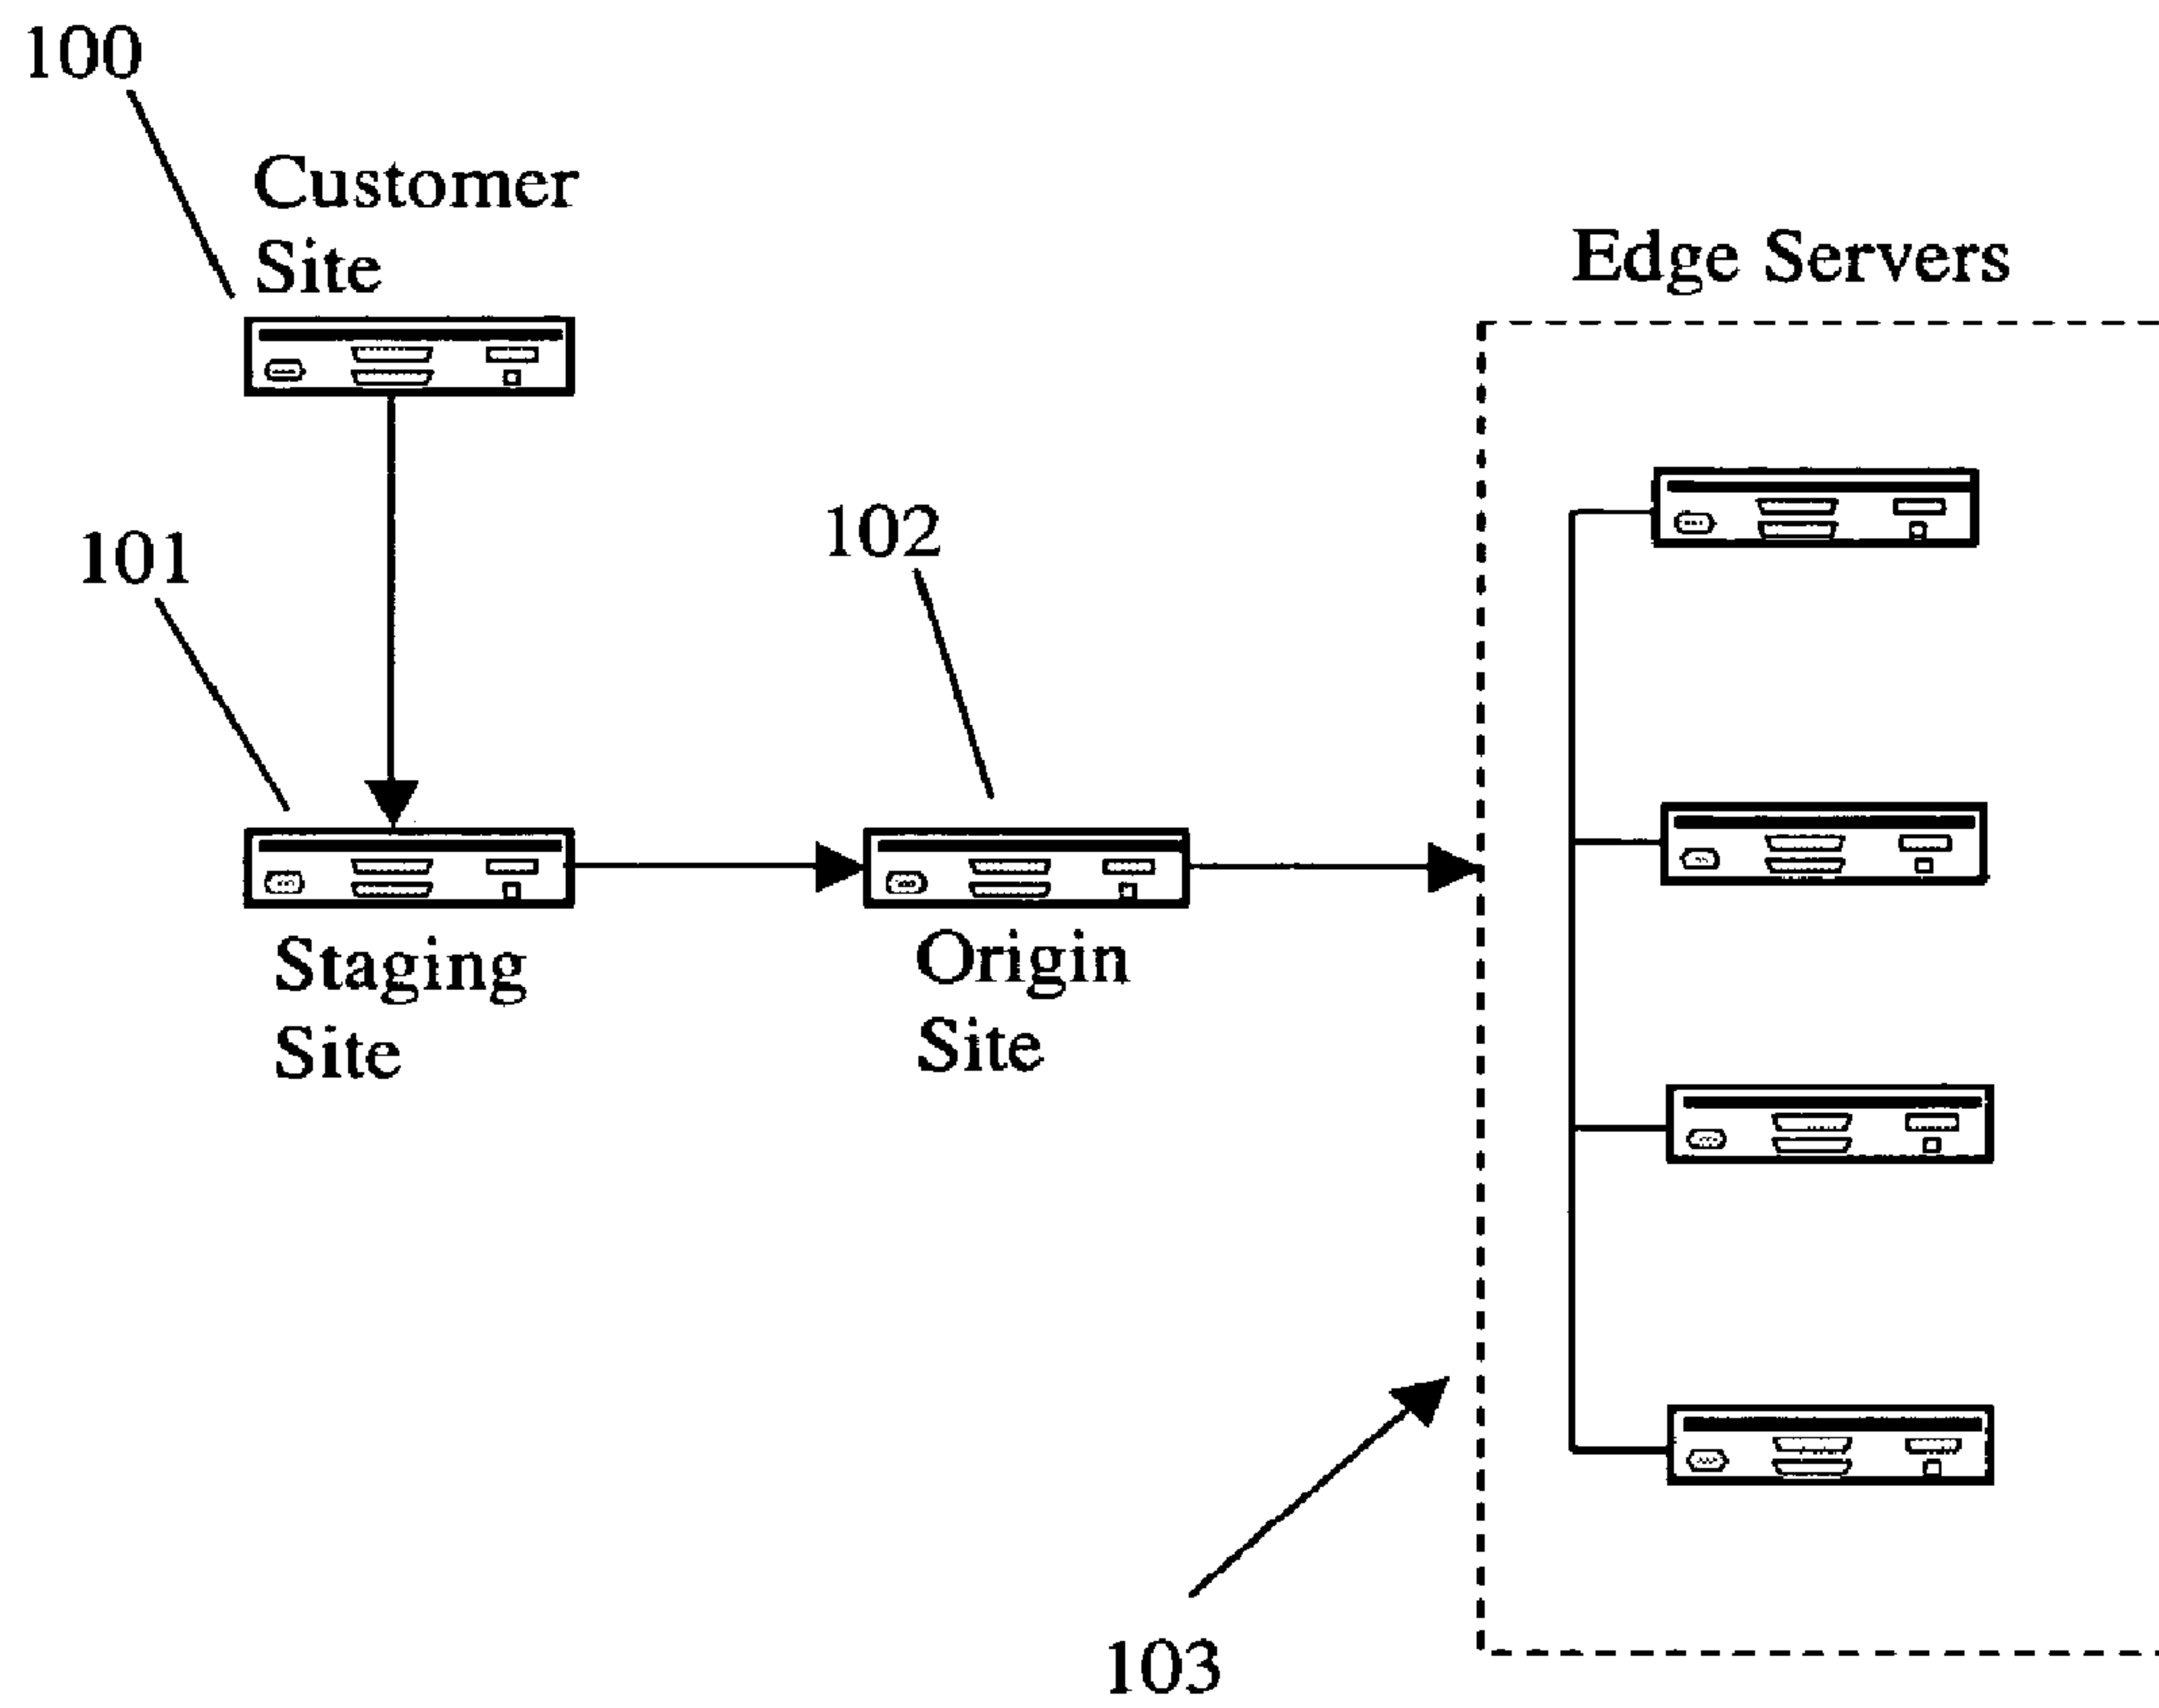 100
Customer
Site
Edge Servers
101
102
Staging
Site
Origin
Site
103